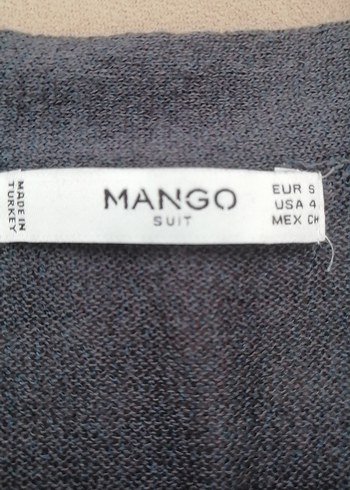 MADE IN
TURKEY
MANGO
SUIT
EUR S
USA 4
MEX CH